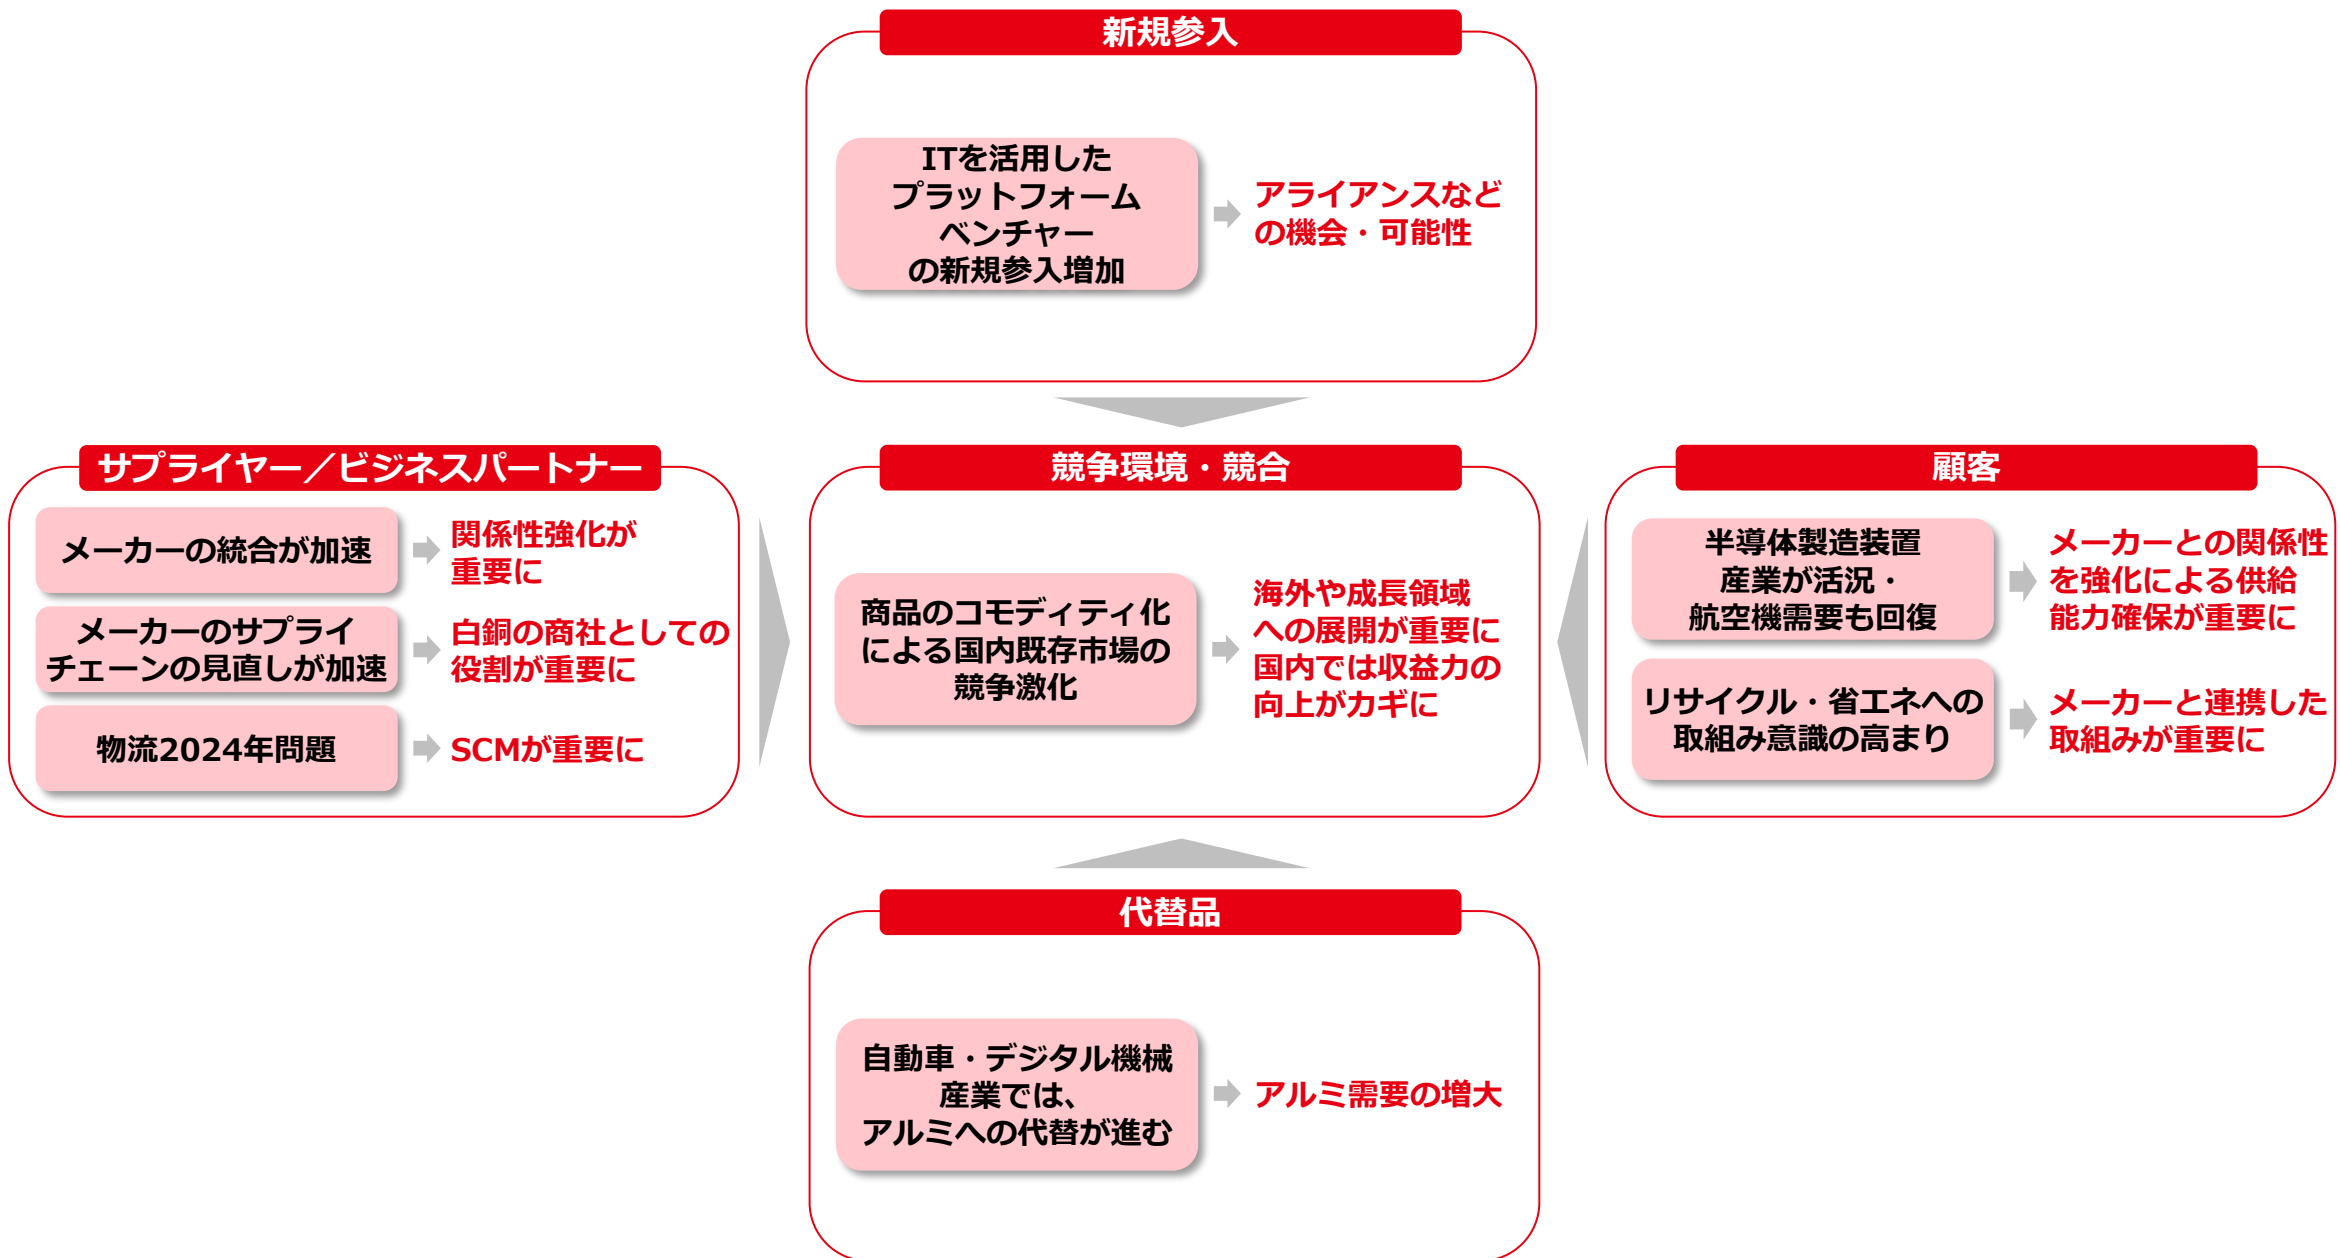 新規参入
ITを活用した
プラットフォーム
ベンチャー
の新規参入増加
アライアンスなど
の機会・可能性
サプライヤー／ビジネスパートナー
メーカーの統合が加速
関係性強化が
重要に
メーカーのサプライ
チェーンの見直しが加速
白銅の商社としての
役割が重要に
物流2024年問題
SCMが重要に
競争環境・競合
商品のコモディティ化
による国内既存市場の
競争激化
海外や成長領域
への展開が重要に
国内では収益力の
向上がカギに
顧客
半導体製造装置
産業が活況・
航空機需要も回復
メーカーとの関係性
を強化による供給
能力確保が重要に
リサイクル・省エネへの
取組み意識の高まり
メーカーと連携した
取組みが重要に
代替品
自動車・デジタル機械
産業では、
アルミへの代替が進む
アルミ需要の増大